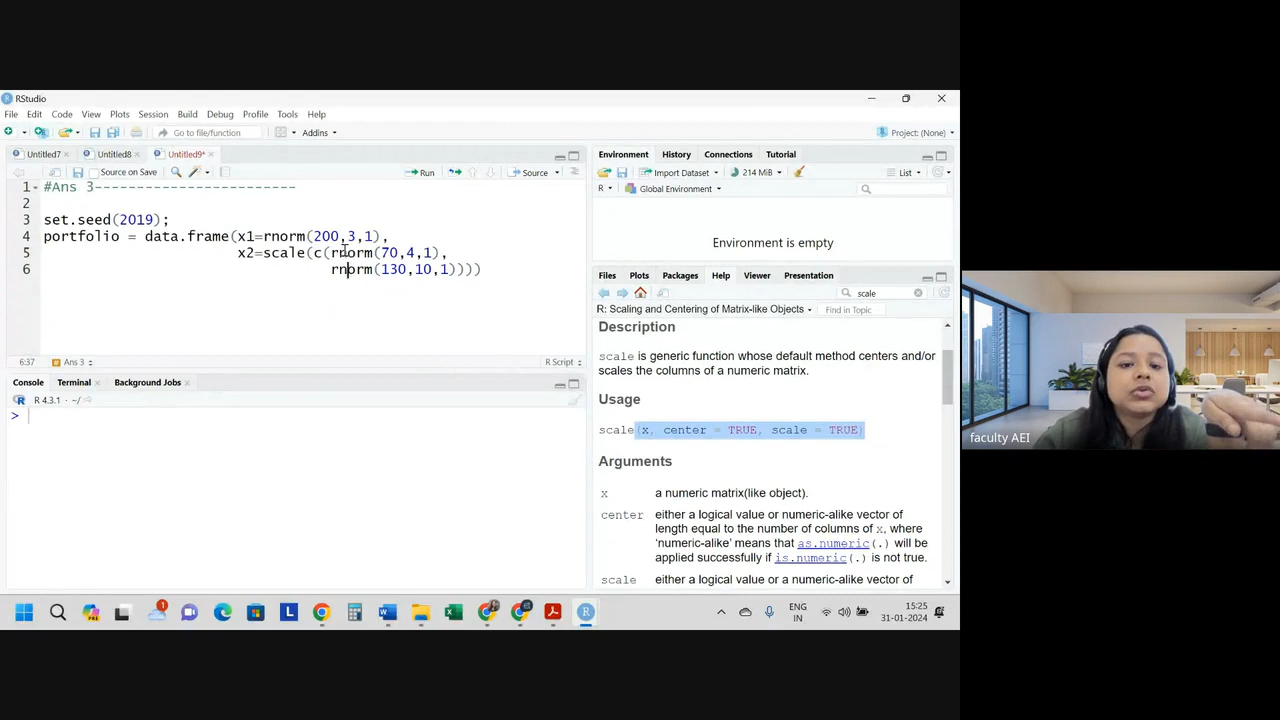 RStudio
File Edit Code View Plots Session Build Debug Profile Tools Help
Go to file/function Addins Project: (None)
Untitled7 Untitled8 Untitled9*
Source on Save Run Source
1 #Ans 3------------------------
2
3 set.seed(2019);
4 portfolio = data.frame(x1=rnorm(200,3,1),
5 x2=scale(c(rnorm(70,4,1),
6 rnorm(130,10,1))))
6:37 Ans 3 R Script
Console Terminal Background Jobs
R 4.3.1 · ~/
>
Environment History Connections Tutorial
Import Dataset 214 MiB List
R Global Environment
Environment is empty
Files Plots Packages Help Viewer Presentation
scale
R: Scaling and Centering of Matrix-like Objects Find in Topic
Description
scale is generic function whose default method centers and/or
scales the columns of a numeric matrix.
Usage
scale(x, center = TRUE, scale = TRUE)
Arguments
x a numeric matrix(like object).
center either a logical value or numeric-alike vector of
length equal to the number of columns of x, where
‘numeric-alike’ means that as.numeric(.) will be
applied successfully if is.numeric(.) is not true.
scale either a logical value or a numeric-alike vector of
faculty AEI
1
PRE
L
ENG
IN
15:25
31-01-2024